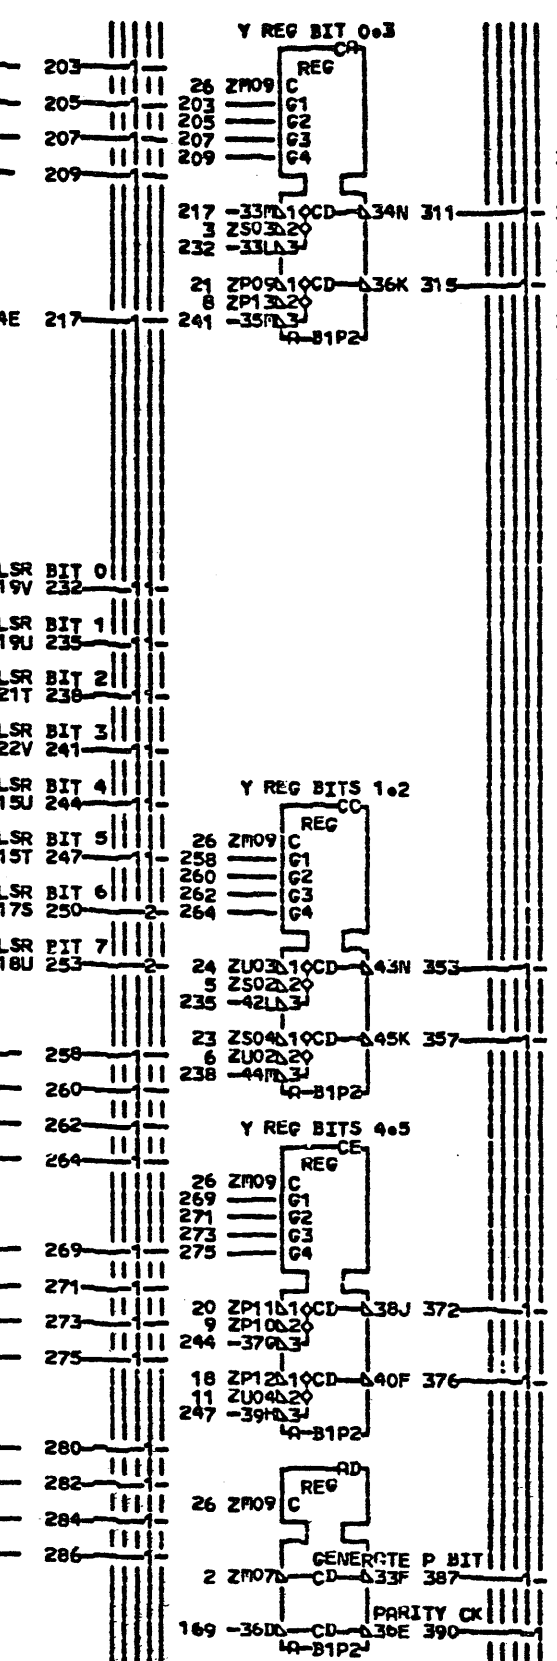 Y REG BIT 0.3
203
CA
REG
26 ZM09 C
205
203 G1
205 G2
207
207 G3
209 G4
209
217 -33M 1 CD 34N 311
3 ZS03 2
232 -33L 3
21 ZP09 1 CD 36K 315
8 ZP13 2
4E 217
241 -35M 3
A-B1P2
LSR BIT 0
19V 232
LSR BIT 1
19U 235
LSR BIT 2
21T 238
LSR BIT 3
22V 241
LSR BIT 4
15U 244
LSR BIT 5
15T 247
LSR BIT 6
17S 250 2
LSR BIT 7
18U 253 2
Y REG BITS 1.2
CC
REG
26 ZM09 C
258 G1
260 G2
262 G3
264 G4
24 ZU03 1 CD 43N 353
5 ZS02 2
235 -42L 3
23 ZS04 1 CD 45K 357
6 ZU02 2
238 -44M 3
A-B1P2
258
260
262
264
Y REG BITS 4.5
CE
REG
26 ZM09 C
269 G1
271 G2
273 G3
275 G4
269
271
20 ZP11 1 CD 38J 372
273
9 ZP10 2
244 -37G 3
275
18 ZP12 1 CD 40F 376
11 ZU04 2
247 -39H 3
A-B1P2
280
282
284
286
AD
REG
26 ZM09 C
GENERATE P BIT
2 ZM07 CD 33F 387
PARITY CK
169 -36D CD 36E 390
A-B1P2